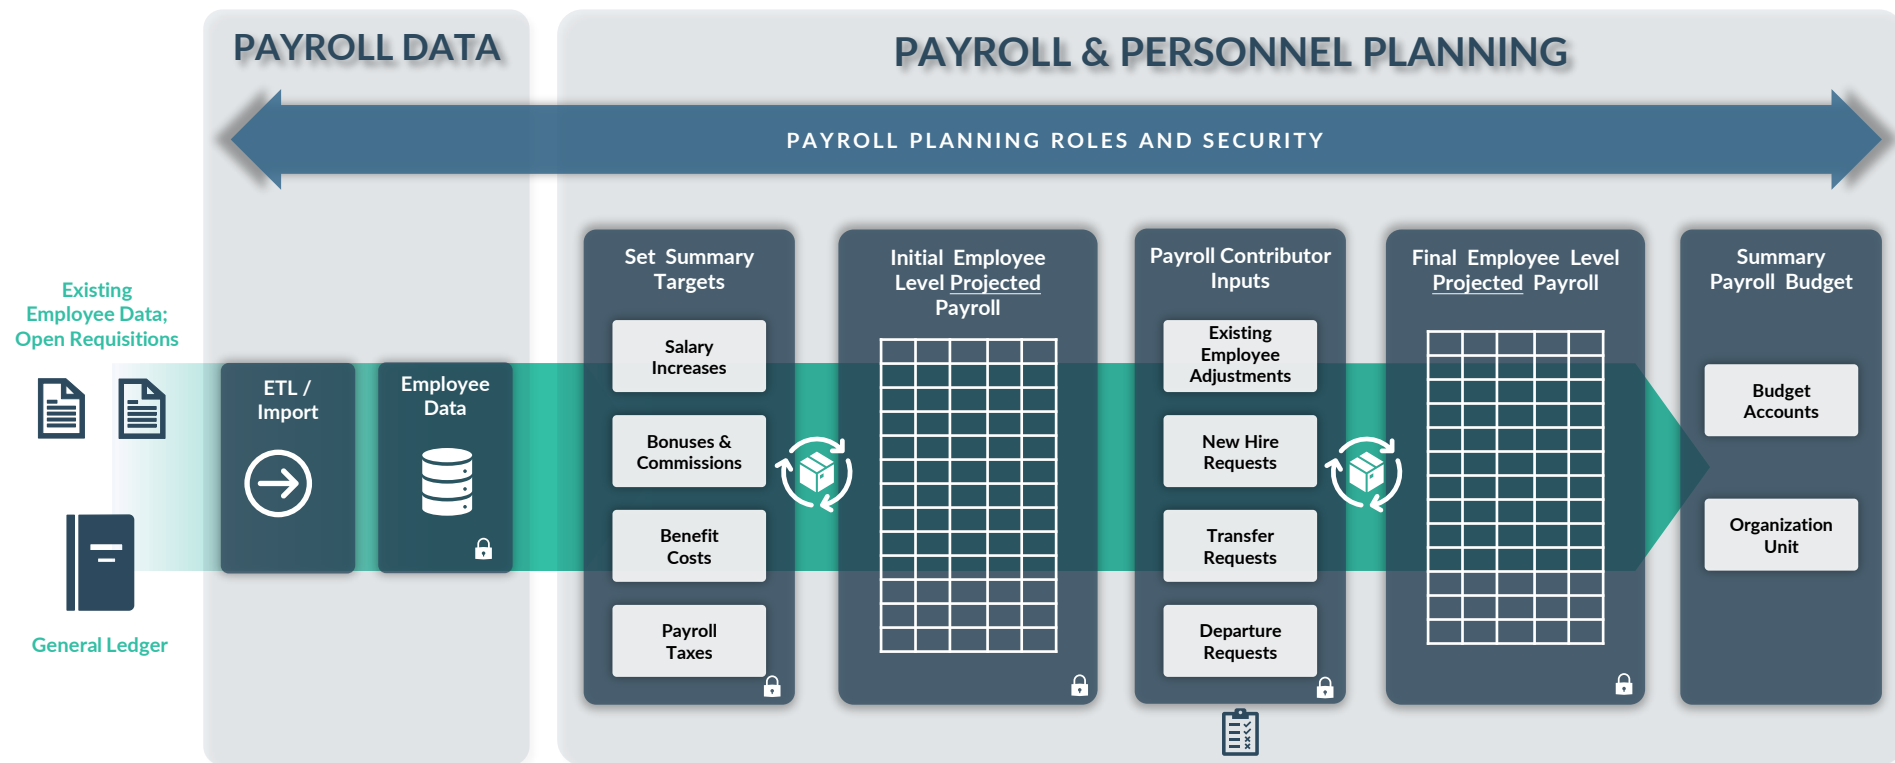 PAYROLL DATA
PAYROLL & PERSONNEL PLANNING
PAYROLL PLANNING ROLES AND SECURITY
Existing
Employee Data;
Open Requisitions
General Ledger
ETL /
Import
Employee
Data
Set Summary
Targets
Salary
Increases
Bonuses &
Commissions
Benefit
Costs
Payroll
Taxes
Initial Employee
Level Projected
Payroll
Payroll Contributor
Inputs
Existing
Employee
Adjustments
New Hire
Requests
Transfer
Requests
Departure
Requests
Final Employee Level
Projected Payroll
Summary
Payroll Budget
Budget
Accounts
Organization
Unit